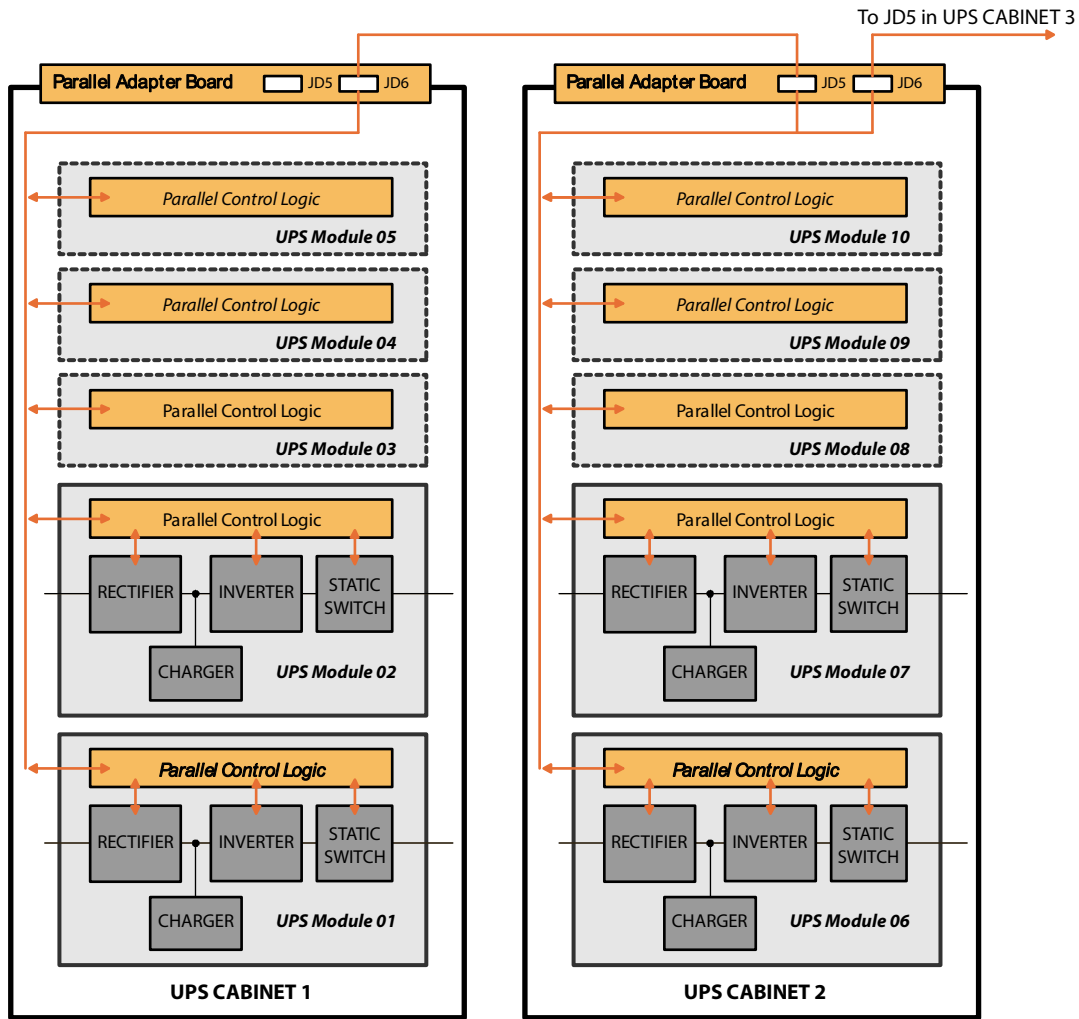 To JD5 in UPS CABINET 3
Parallel Adapter Board
JD5
JD6
Parallel Control Logic
UPS Module 05
Parallel Control Logic
UPS Module 04
Parallel Control Logic
UPS Module 03
Parallel Control Logic
RECTIFIER
INVERTER
STATIC
SWITCH
CHARGER
UPS Module 02
Parallel Control Logic
RECTIFIER
INVERTER
STATIC
SWITCH
CHARGER
UPS Module 01
UPS CABINET 1
Parallel Adapter Board
JD5
JD6
Parallel Control Logic
UPS Module 10
Parallel Control Logic
UPS Module 09
Parallel Control Logic
UPS Module 08
Parallel Control Logic
RECTIFIER
INVERTER
STATIC
SWITCH
CHARGER
UPS Module 07
Parallel Control Logic
RECTIFIER
INVERTER
STATIC
SWITCH
CHARGER
UPS Module 06
UPS CABINET 2